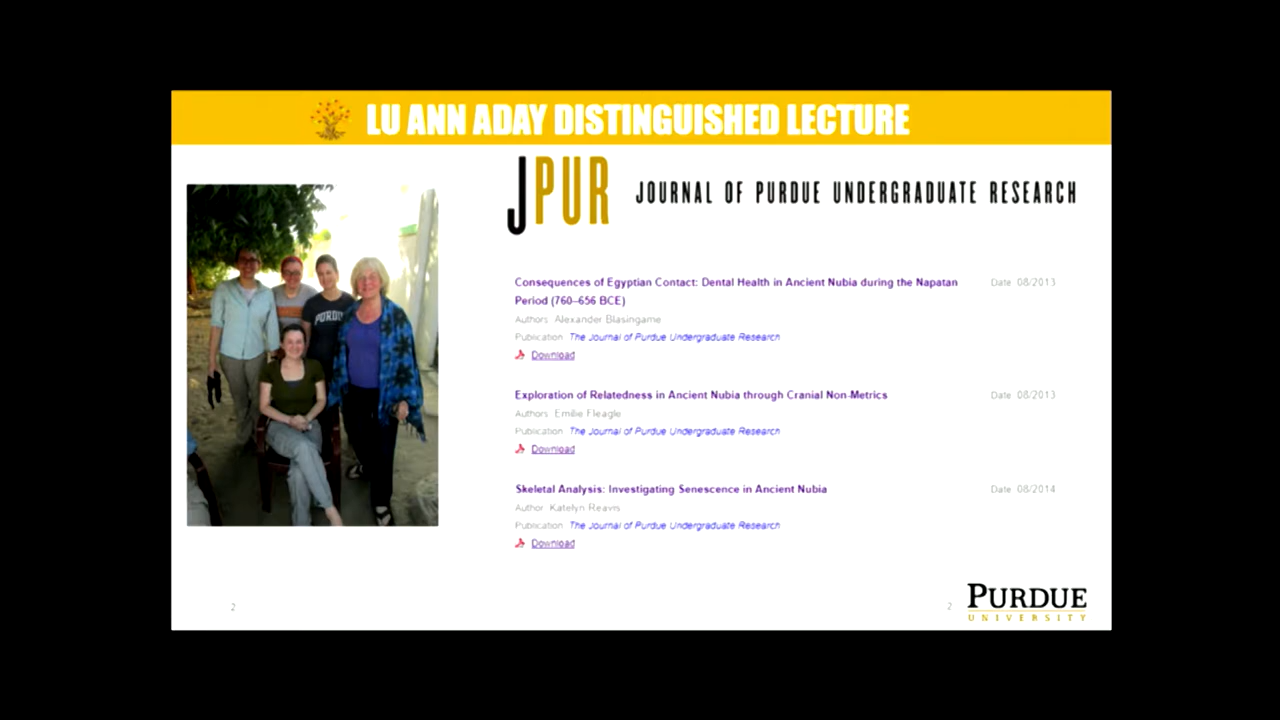 LU ANN ADAY DISTINGUISHED LECTURE
JPUR JOURNAL OF PURDUE UNDERGRADUATE RESEARCH
PURDU
Consequences of Egyptian Contact: Dental Health in Ancient Nubia during the Napatan Date 08/2013
Period (760–656 BCE)
Authors Alexander Blasingame
Publication The Journal of Purdue Undergraduate Research
Download
Exploration of Relatedness in Ancient Nubia through Cranial Non-Metrics Date 08/2013
Authors Emilie Fleagle
Publication The Journal of Purdue Undergraduate Research
Download
Skeletal Analysis: Investigating Senescence in Ancient Nubia Date 08/2014
Author Katelyn Reavis
Publication The Journal of Purdue Undergraduate Research
Download
2
2
PURDUE
UNIVERSITY